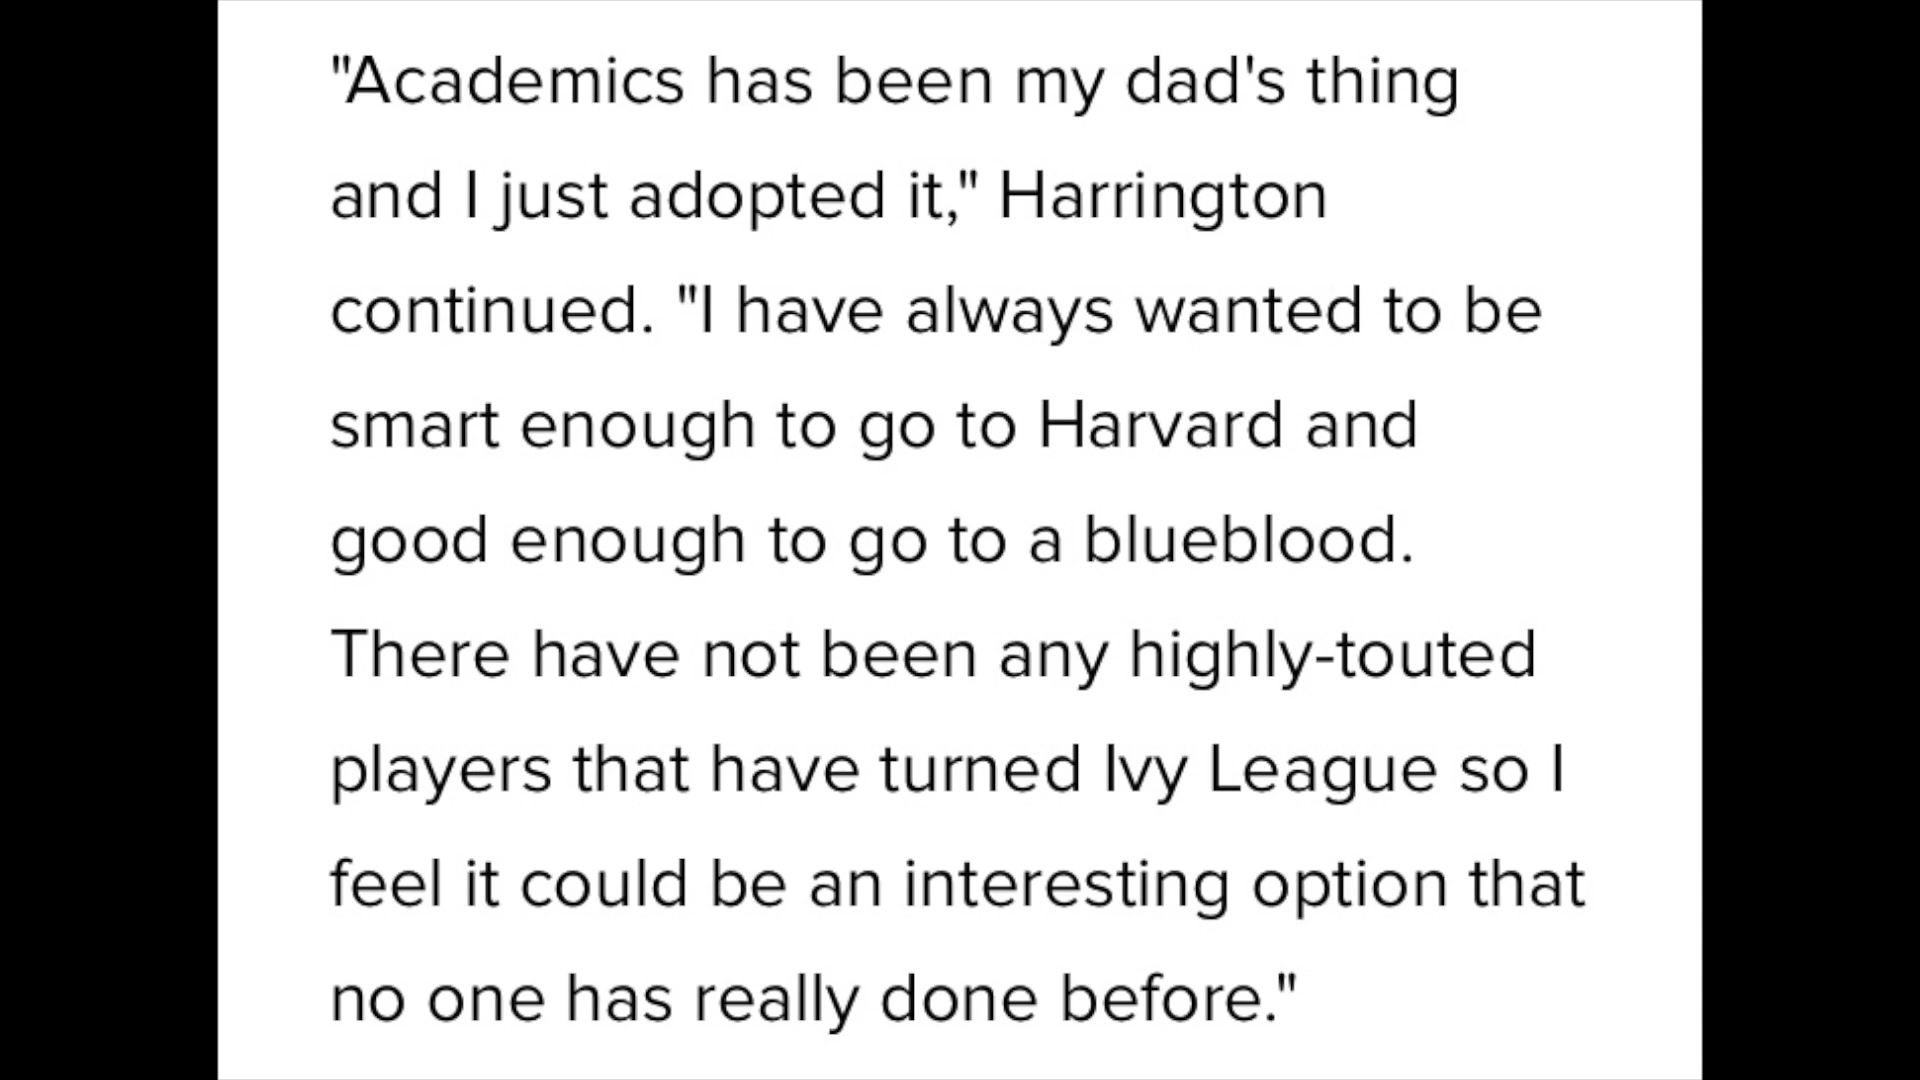 "Academics has been my dad's thing
and I just adopted it," Harrington
continued. "I have always wanted to be
smart enough to go to Harvard and
good enough to go to a blueblood.
There have not been any highly-touted
players that have turned Ivy League so I
feel it could be an interesting option that
no one has really done before."